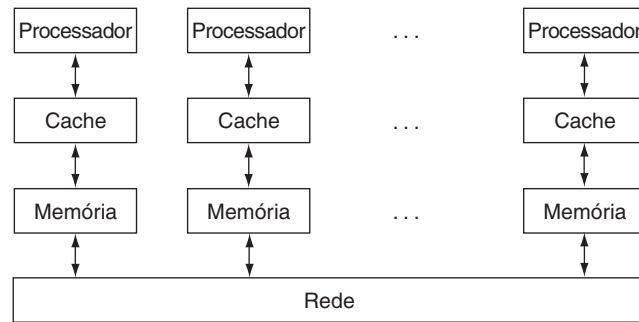 Processador Processador ... Processador
Cache Cache ... Cache
Memória Memória ... Memória
Rede